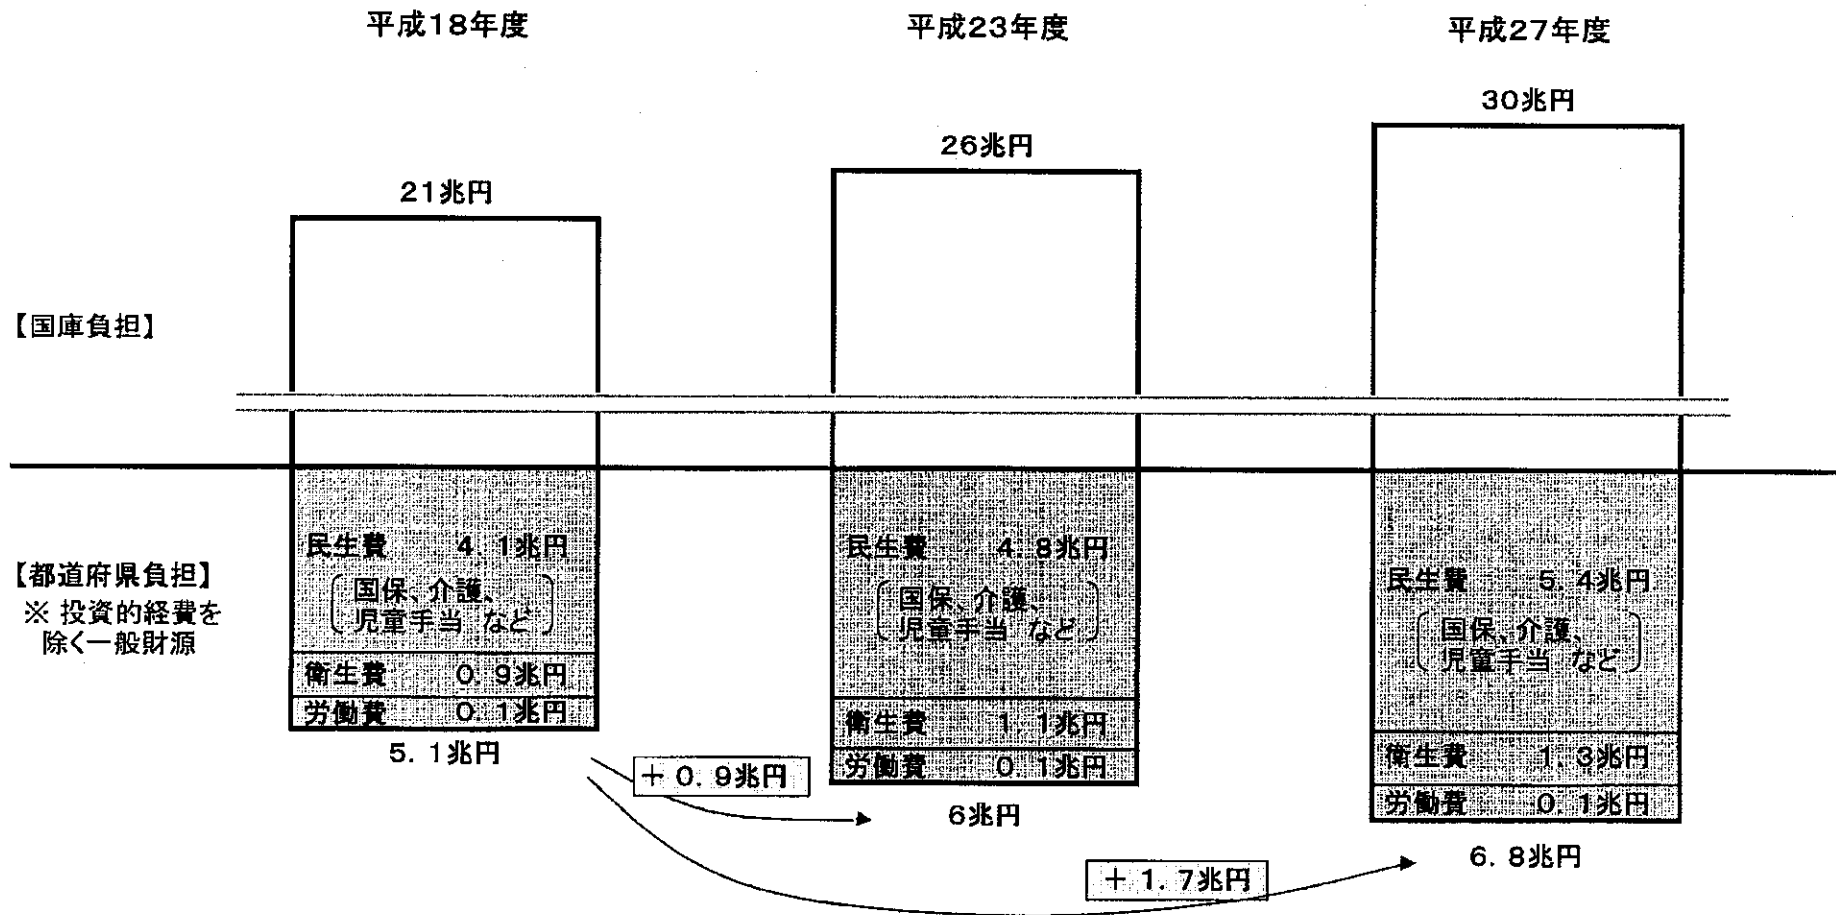 平成18年度
平成23年度
平成27年度
21兆円
26兆円
30兆円
【国庫負担】
【都道府県負担】
※ 投資的経費を
除く一般財源
民生費 4.1兆円
国保、介護、
児童手当 など
衛生費 0.9兆円
労働費 0.1兆円
5.1兆円
民生費 4.8兆円
国保、介護、
児童手当 など
衛生費 1.1兆円
労働費 0.1兆円
6兆円
民生費 5.4兆円
国保、介護、
児童手当 など
衛生費 1.3兆円
労働費 0.1兆円
6.8兆円
+0.9兆円
+1.7兆円